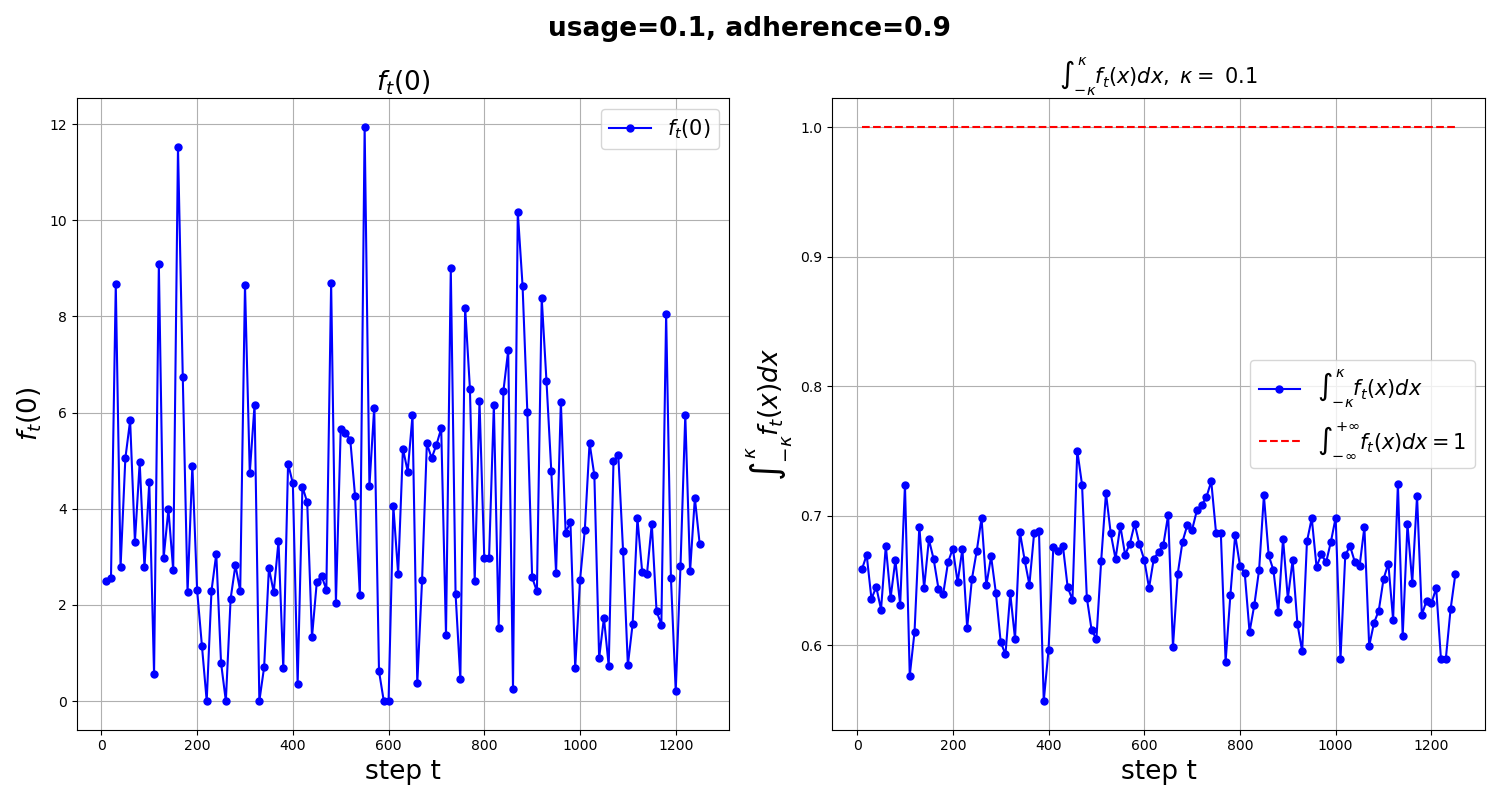 usage=0.1, adherence=0.9
f_t(0)
f_t(0)
12
10
8
6
4
2
0
f_t(0)
0 200 400 600 800 1000 1200
step t
∫_{-κ}^{κ} f_t(x)dx, κ = 0.1
1.0
0.9
0.8
0.7
0.6
∫_{-κ}^{κ} f_t(x)dx
∫_{-κ}^{κ} f_t(x)dx
∫_{-∞}^{+∞} f_t(x)dx = 1
0 200 400 600 800 1000 1200
step t